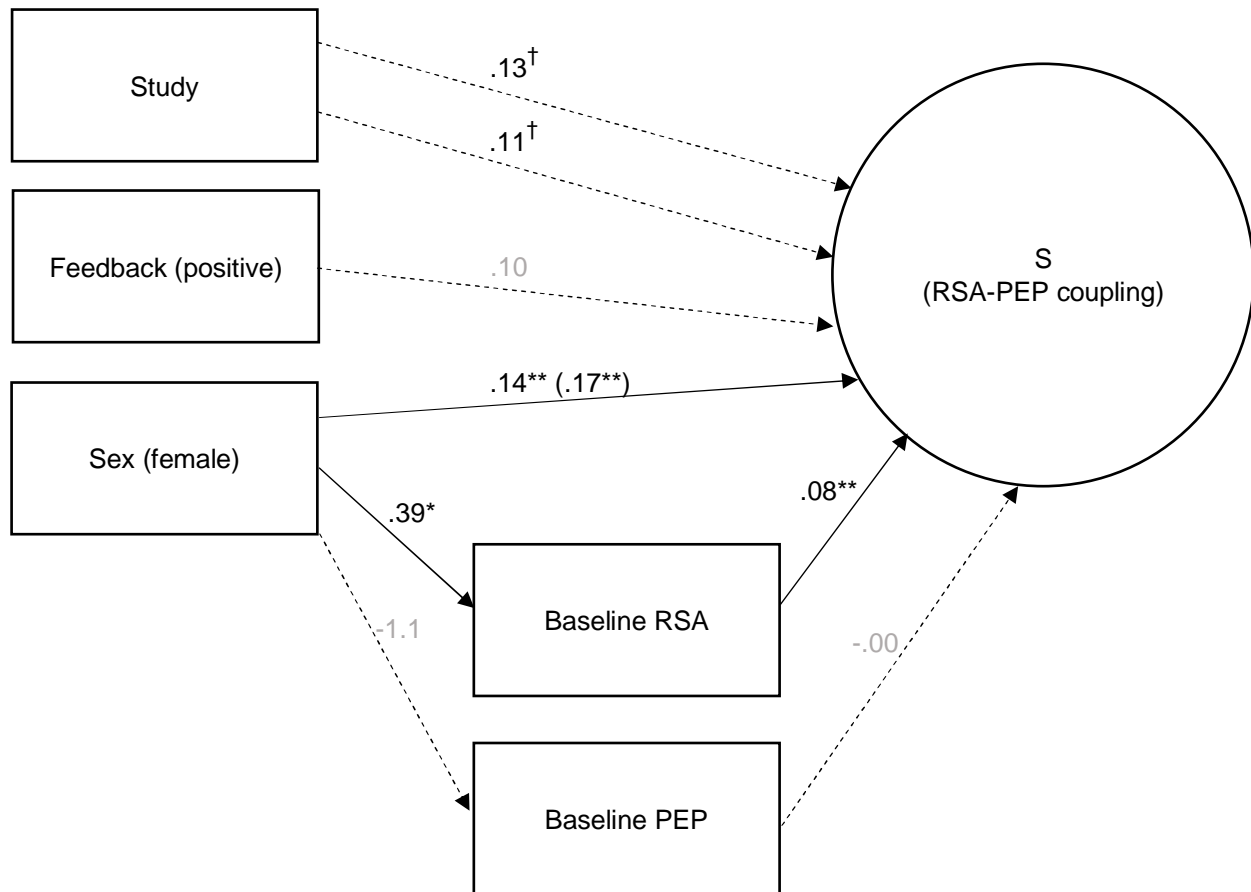 Study
.13†
.11†
Feedback (positive)
.10
S
(RSA-PEP coupling)
Sex (female)
.14** (.17**)
.39*
.08**
-1.1
Baseline RSA
-.00
Baseline PEP